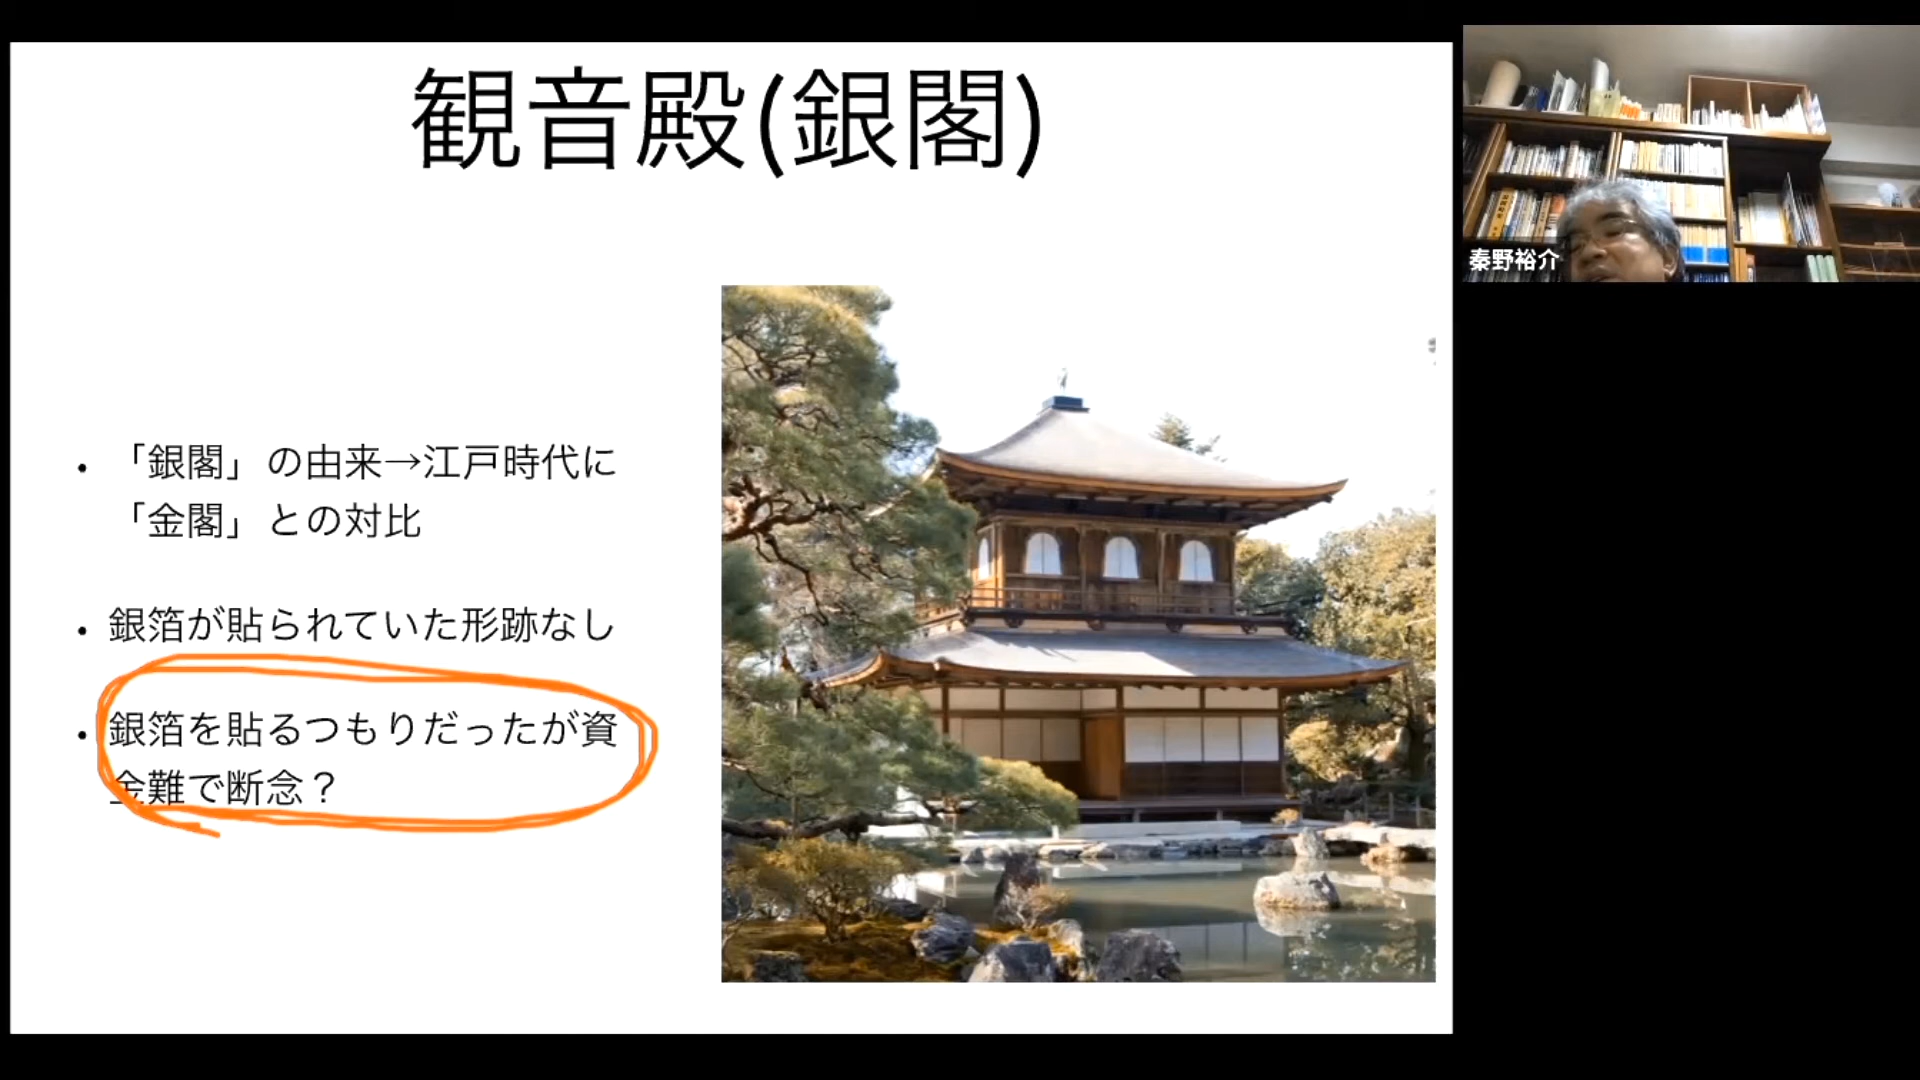 観音殿(銀閣)
・「銀閣」の由来→江戸時代に
「金閣」との対比
・銀箔が貼られていた形跡なし
・銀箔を貼るつもりだったが資
金難で断念？
秦野裕介